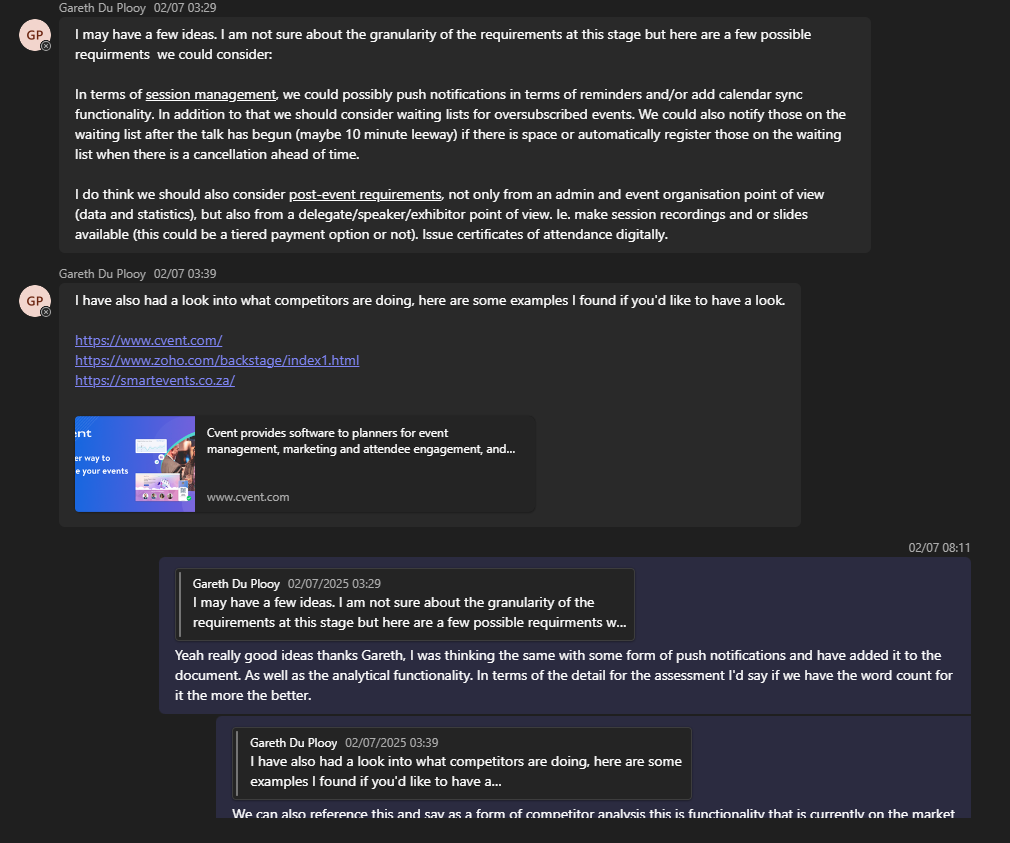 Gareth Du Plooy 02/07 03:29
GP
I may have a few ideas. I am not sure about the granularity of the requirements at this stage but here are a few possible
requirments we could consider:
In terms of session management, we could possibly push notifications in terms of reminders and/or add calendar sync
functionality. In addition to that we should consider waiting lists for oversubscribed events. We could also notify those on the
waiting list after the talk has begun (maybe 10 minute leeway) if there is space or automatically register those on the waiting
list when there is a cancellation ahead of time.
I do think we should also consider post-event requirements, not only from an admin and event organisation point of view
(data and statistics), but also from a delegate/speaker/exhibitor point of view. Ie. make session recordings and or slides
available (this could be a tiered payment option or not). Issue certificates of attendance digitally.
Gareth Du Plooy 02/07 03:39
GP
I have also had a look into what competitors are doing, here are some examples I found if you'd like to have a look.
https://www.cvent.com/
https://www.zoho.com/backstage/index1.html
https://smartevents.co.za/
nt
er way to
e your events
Cvent provides software to planners for event
management, marketing and attendee engagement, and...
www.cvent.com
02/07 08:11
Gareth Du Plooy 02/07/2025 03:29
I may have a few ideas. I am not sure about the granularity of the
requirements at this stage but here are a few possible requirments w...
Yeah really good ideas thanks Gareth, I was thinking the same with some form of push notifications and have added it to the
document. As well as the analytical functionality. In terms of the detail for the assessment I'd say if we have the word count for
it the more the better.
Gareth Du Plooy 02/07/2025 03:39
I have also had a look into what competitors are doing, here are some
examples I found if you'd like to have a...
We can also reference this and say as a form of competitor analysis this is functionality that is currently on the market